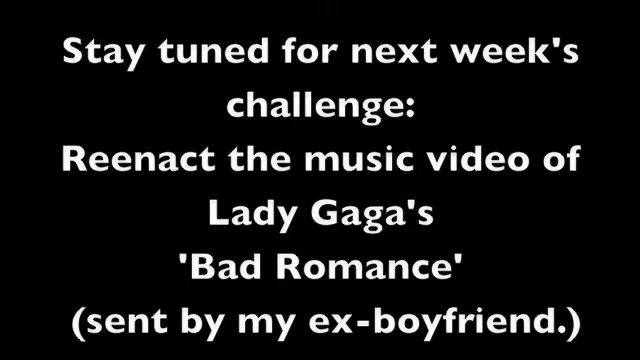 Stay tuned for next week's
challenge:
Reenact the music video of
Lady Gaga's
'Bad Romance'
(sent by my ex-boyfriend.)